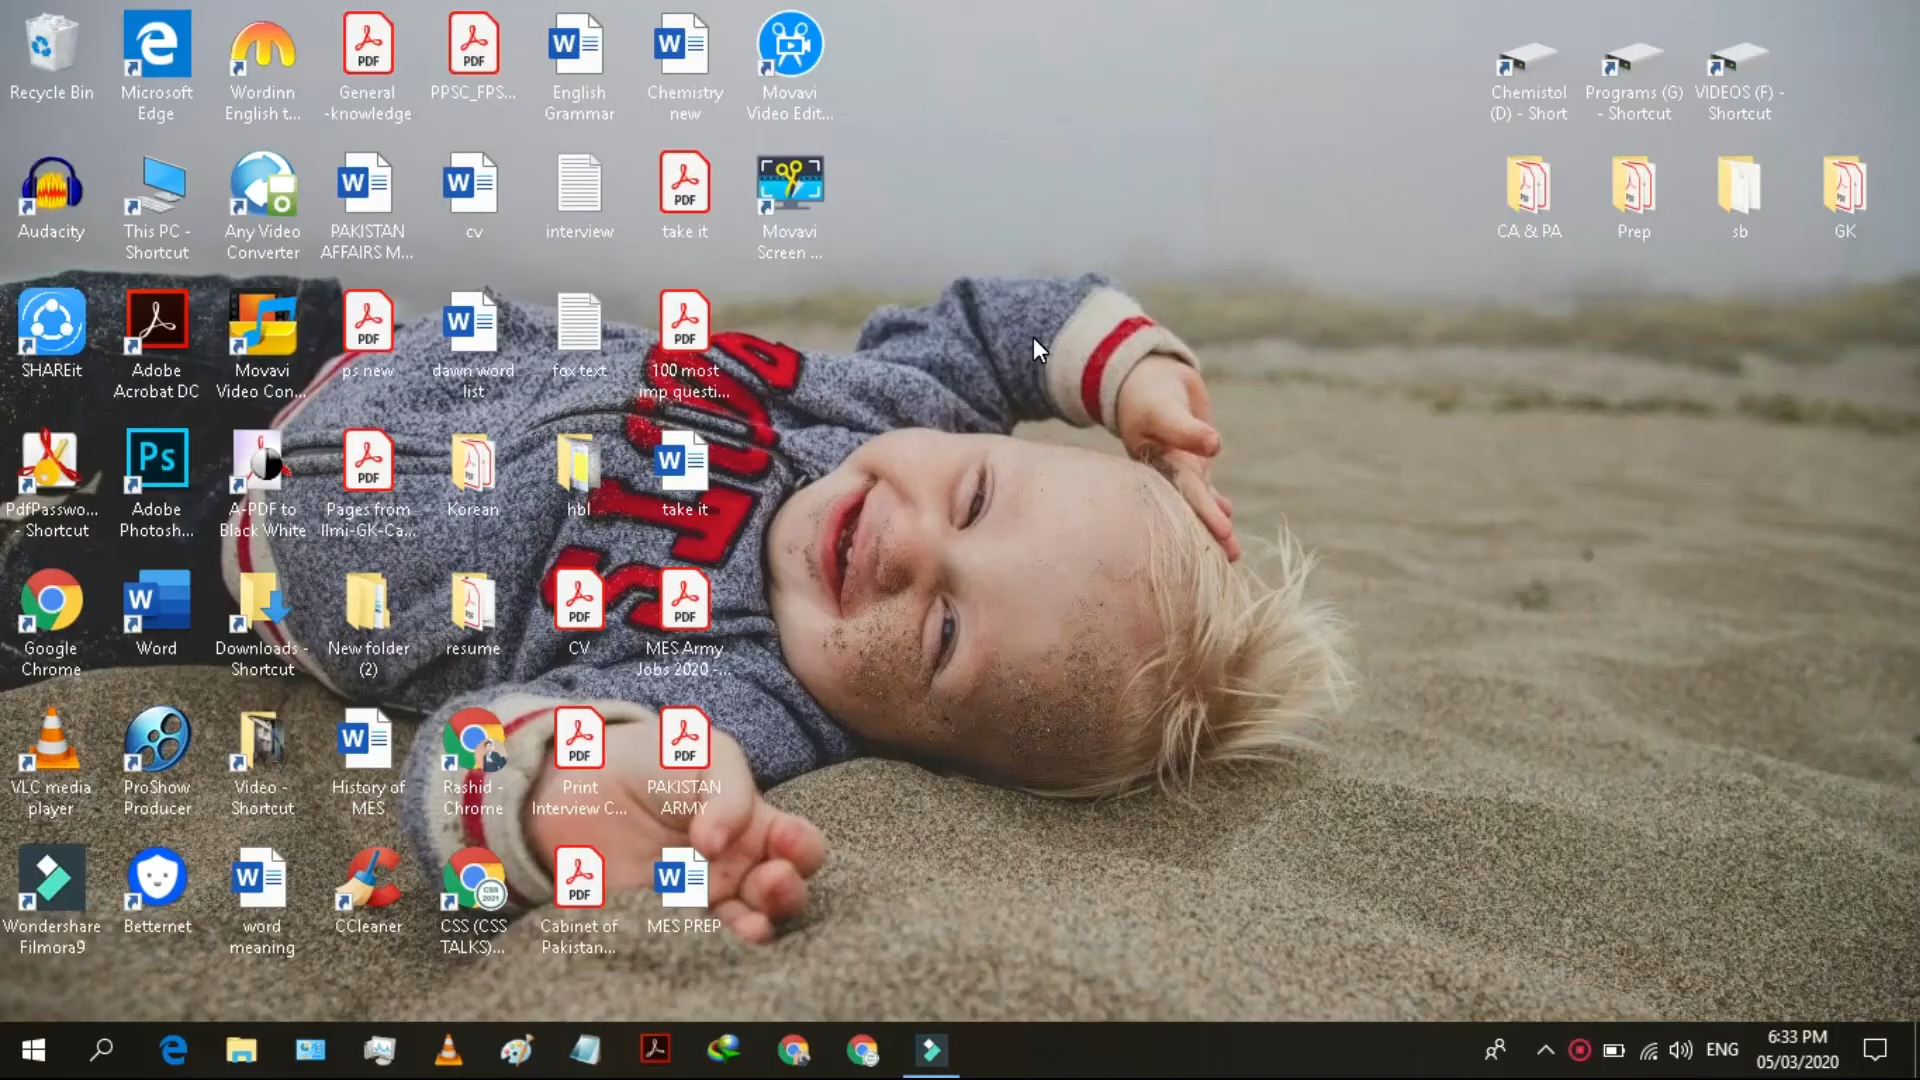 Recycle Bin
Microsoft
Edge
Wordinn
English t...
General
-knowledge
PPSC_FPS...
English
Grammar
Chemistry
new
Movavi
Video Edit...
Chemistol
(D) - Short
Programs (G)
- Shortcut
VIDEOS (F) -
Shortcut
Audacity
This PC -
Shortcut
Any Video
Converter
PAKISTAN
AFFAIRS M...
cv
interview
take it
Movavi
Screen ...
CA & PA
Prep
sb
GK
SHAREit
Adobe
Acrobat DC
Movavi
Video Con...
ps new
dawn word
list
fox text
100 most
imp questi...
PdfPasswo...
- Shortcut
Adobe
Photosh...
A-PDF to
Black White
Pages from
Ilmi-GK-Ca...
Korean
hbl
take it
Google
Chrome
Word
Downloads -
Shortcut
New folder
(2)
resume
CV
MES Army
Jobs 2020 -...
VLC media
player
ProShow
Producer
Video -
Shortcut
History of
MES
Rashid -
Chrome
Print
Interview C...
PAKISTAN
ARMY
Wondershare
Filmora9
Betternet
word
meaning
CCleaner
CSS (CSS
TALKS)...
Cabinet of
Pakistan...
MES PREP
ENG
6:33 PM
05/03/2020